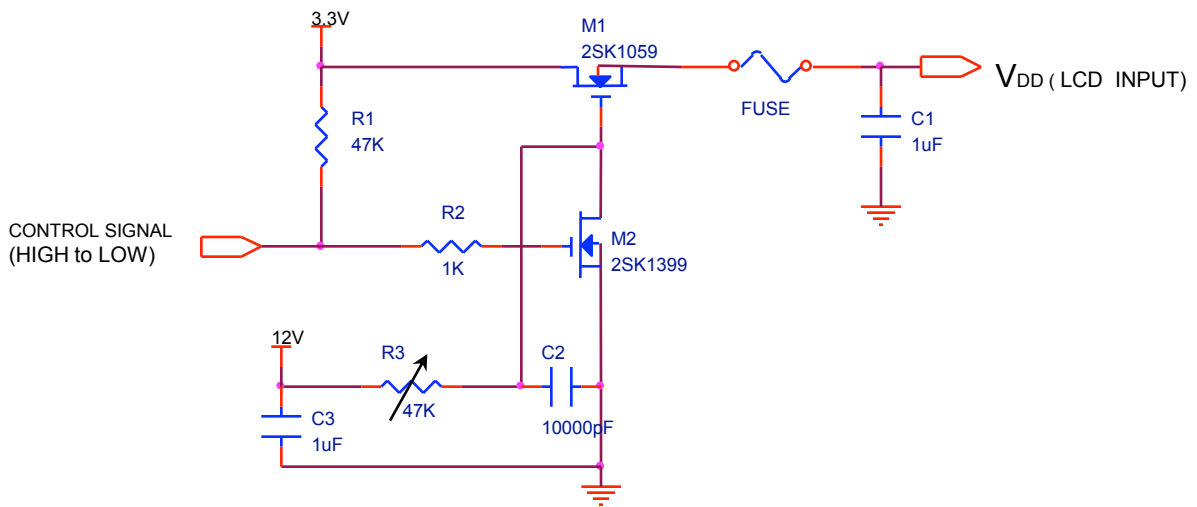 3.3V
M1
2SK1059
FUSE
VDD ( LCD INPUT)
R1
47K
C1
1uF
CONTROL SIGNAL
(HIGH to LOW)
R2
1K
M2
2SK1399
12V
R3
47K
C2
10000pF
C3
1uF